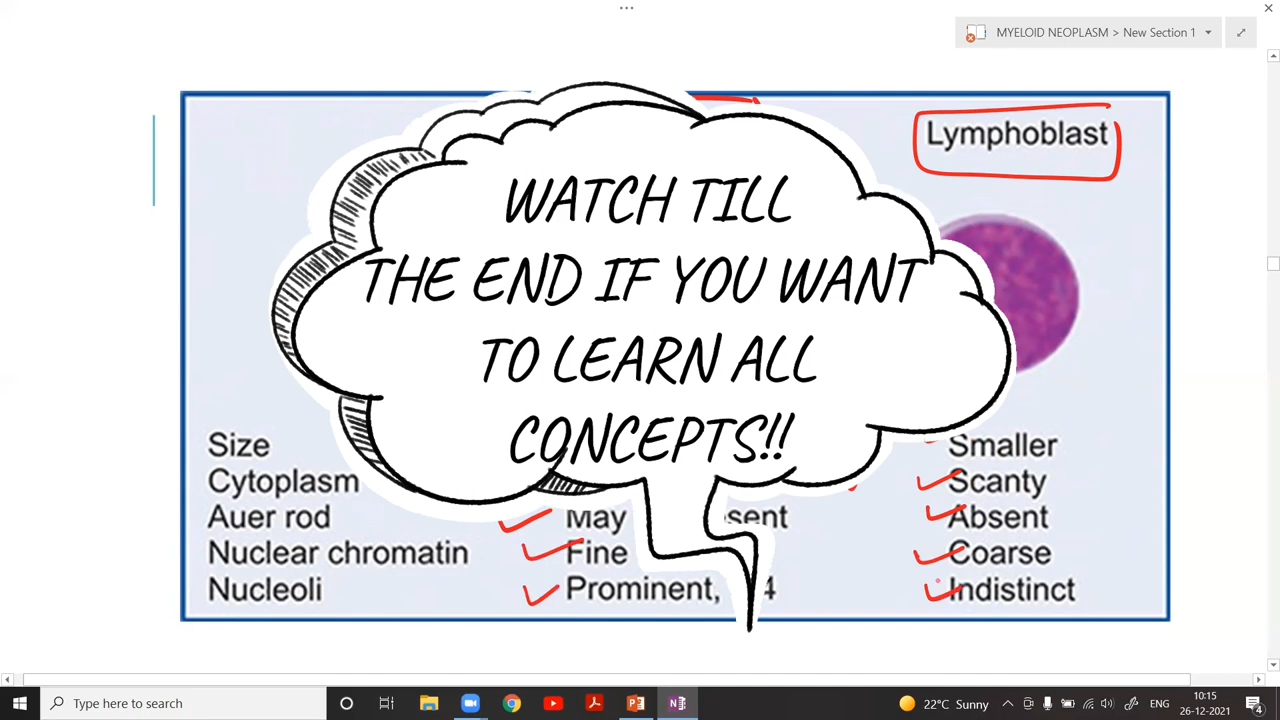 MYELOID NEOPLASM > New Section 1
Lymphoblast
WATCH TILL
THE END IF YOU WANT
TO LEARN ALL
CONCEPTS!!
Size Smaller
Cytoplasm Scanty
Auer rod May Absent
Nuclear chromatin Fine Coarse
Nucleoli Prominent, 4 Indistinct
Type here to search
22°C Sunny
ENG
10:15
26-12-2021
4